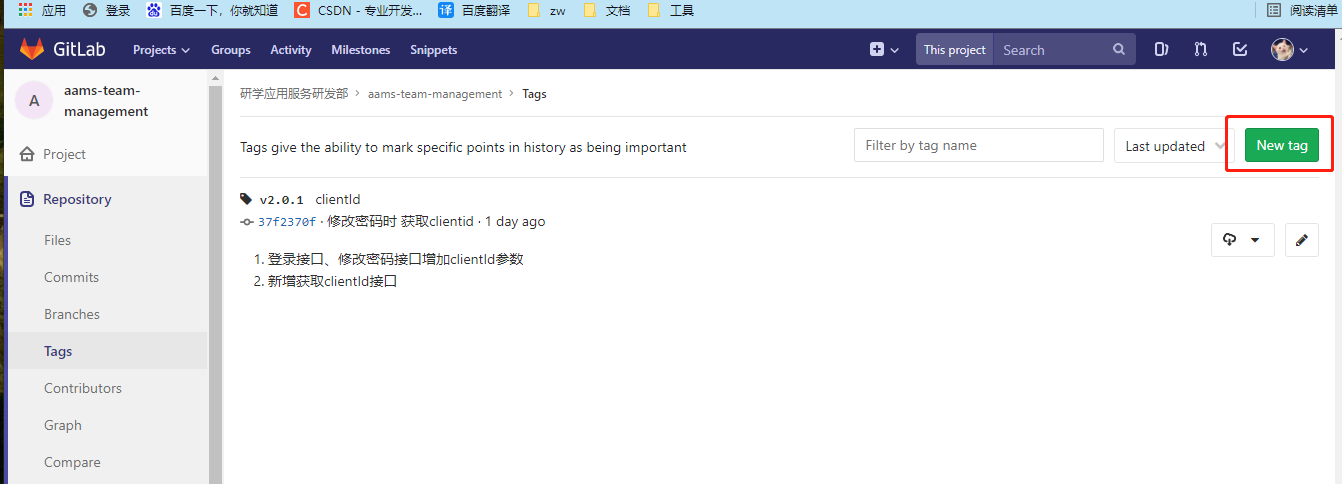 应用 登录 百度一下，你就知道 CSDN - 专业开发... 译 百度翻译 zw 文档 工具 阅读清单
GitLab Projects Groups Activity Milestones Snippets This project Search
A aams-team-management
研学应用服务研发部 › aams-team-management › Tags
Tags give the ability to mark specific points in history as being important
Filter by tag name Last updated New tag
Project
Repository
Files
Commits
Branches
Tags
Contributors
Graph
Compare
v2.0.1 clientId
37f2370f · 修改密码时 获取clientid · 1 day ago
1. 登录接口、修改密码接口增加clientId参数
2. 新增获取clientId接口